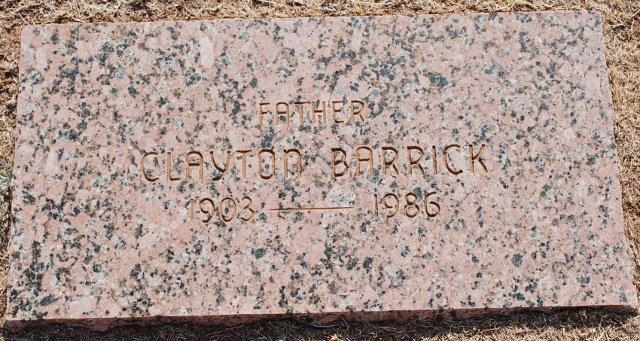 FATHER
CLAYTON BARRICK
1903 — 1986